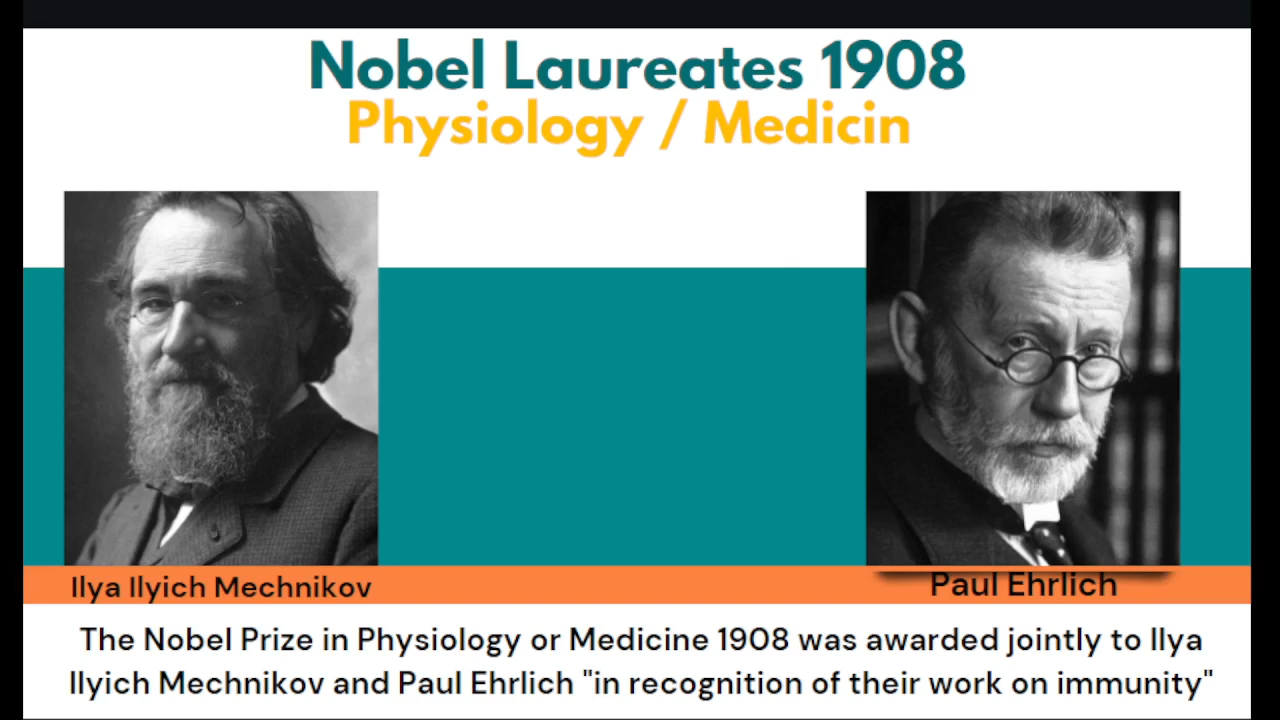 Nobel Laureates 1908
Physiology / Medicin
Ilya Ilyich Mechnikov
Paul Ehrlich
The Nobel Prize in Physiology or Medicine 1908 was awarded jointly to Ilya
Ilyich Mechnikov and Paul Ehrlich "in recognition of their work on immunity"